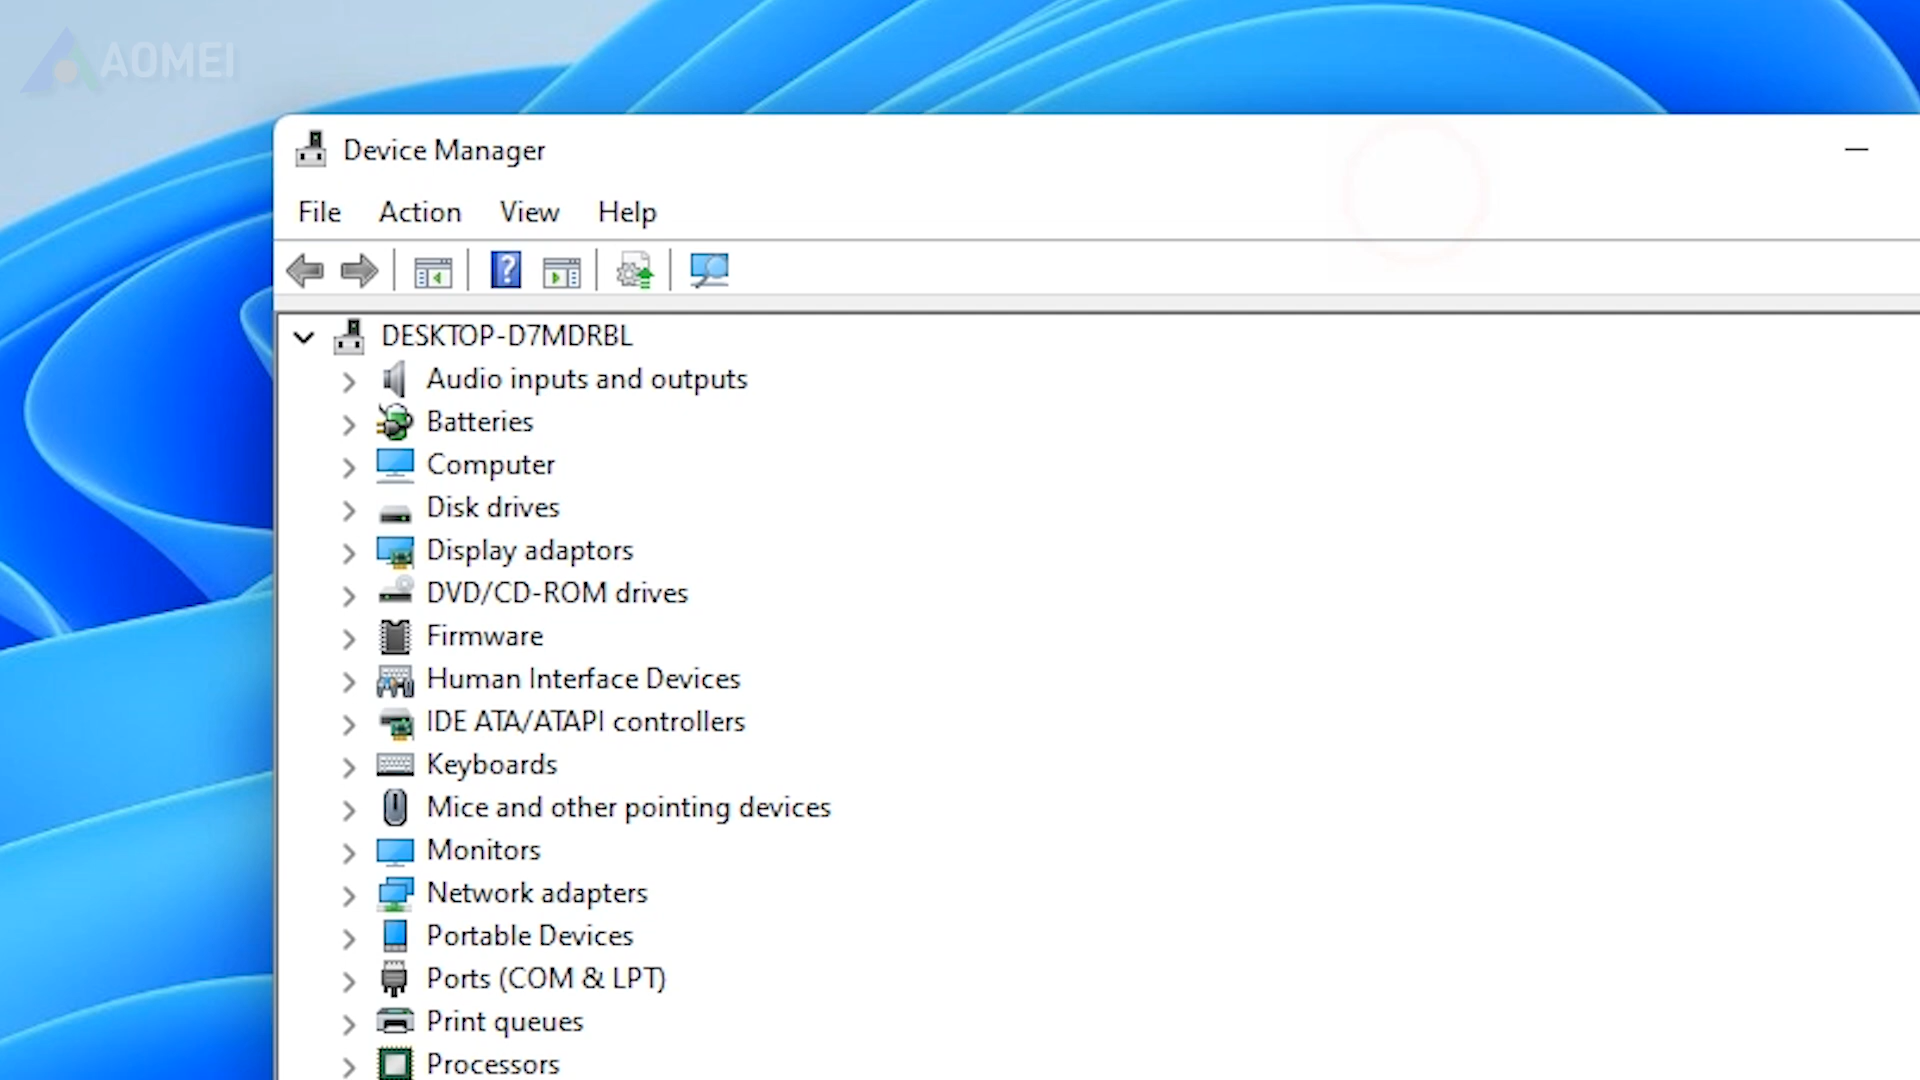 AOMEI
Device Manager
File Action View Help
DESKTOP-D7MDRBL
Audio inputs and outputs
Batteries
Computer
Disk drives
Display adaptors
DVD/CD-ROM drives
Firmware
Human Interface Devices
IDE ATA/ATAPI controllers
Keyboards
Mice and other pointing devices
Monitors
Network adapters
Portable Devices
Ports (COM & LPT)
Print queues
Processors